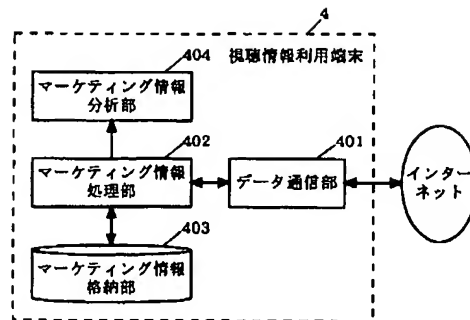 4
404
視聴情報利用端末
マーケティング情報
分析部
402
マーケティング情報
処理部
401
データ通信部
インター
ネット
403
マーケティング情報
格納部